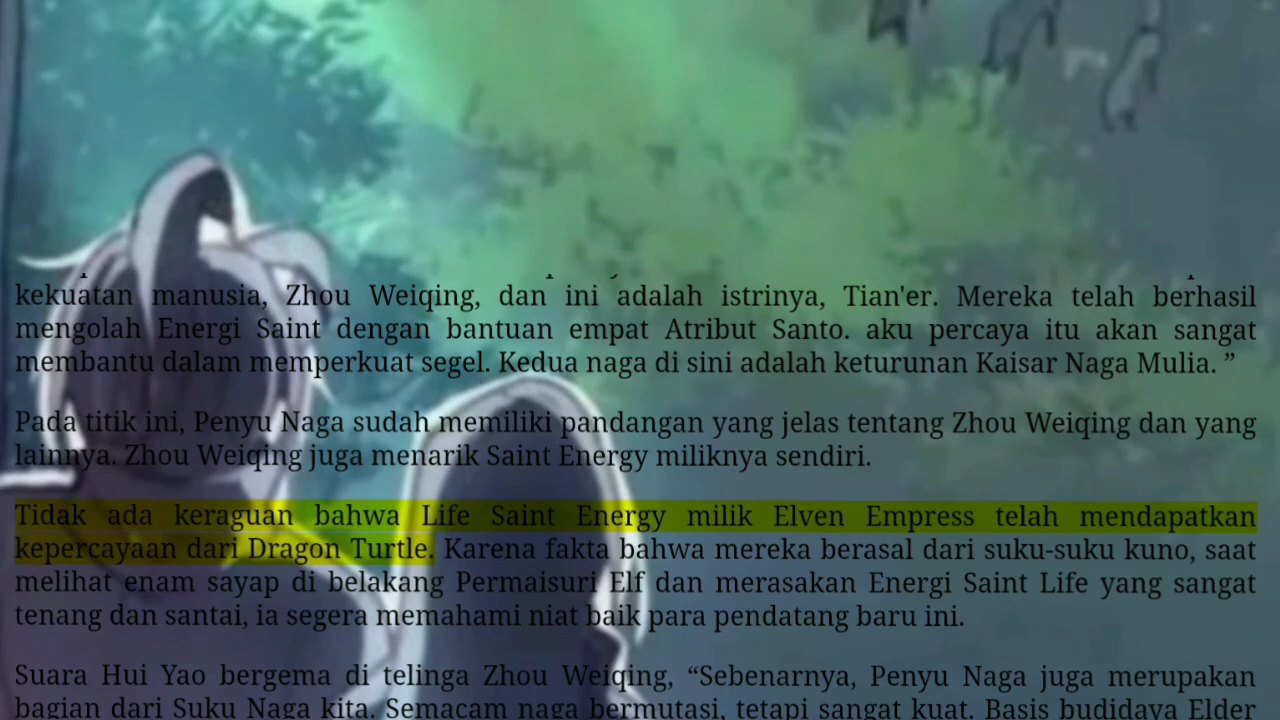 kekuatan manusia, Zhou Weiqing, dan ini adalah istrinya, Tian'er. Mereka telah berhasil
mengolah Energi Saint dengan bantuan empat Atribut Santo. aku percaya itu akan sangat
membantu dalam memperkuat segel. Kedua naga di sini adalah keturunan Kaisar Naga Mulia. ”
Pada titik ini, Penyu Naga sudah memiliki pandangan yang jelas tentang Zhou Weiqing dan yang
lainnya. Zhou Weiqing juga menarik Saint Energy miliknya sendiri.
Tidak ada keraguan bahwa Life Saint Energy milik Elven Empress telah mendapatkan
kepercayaan dari Dragon Turtle. Karena fakta bahwa mereka berasal dari suku-suku kuno, saat
melihat enam sayap di belakang Permaisuri Elf dan merasakan Energi Saint Life yang sangat
tenang dan santai, ia segera memahami niat baik para pendatang baru ini.
Suara Hui Yao bergema di telinga Zhou Weiqing, “Sebenarnya, Penyu Naga juga merupakan
bagian dari Suku Naga kita. Semacam naga bermutasi, tetapi sangat kuat. Basis budidaya Elder